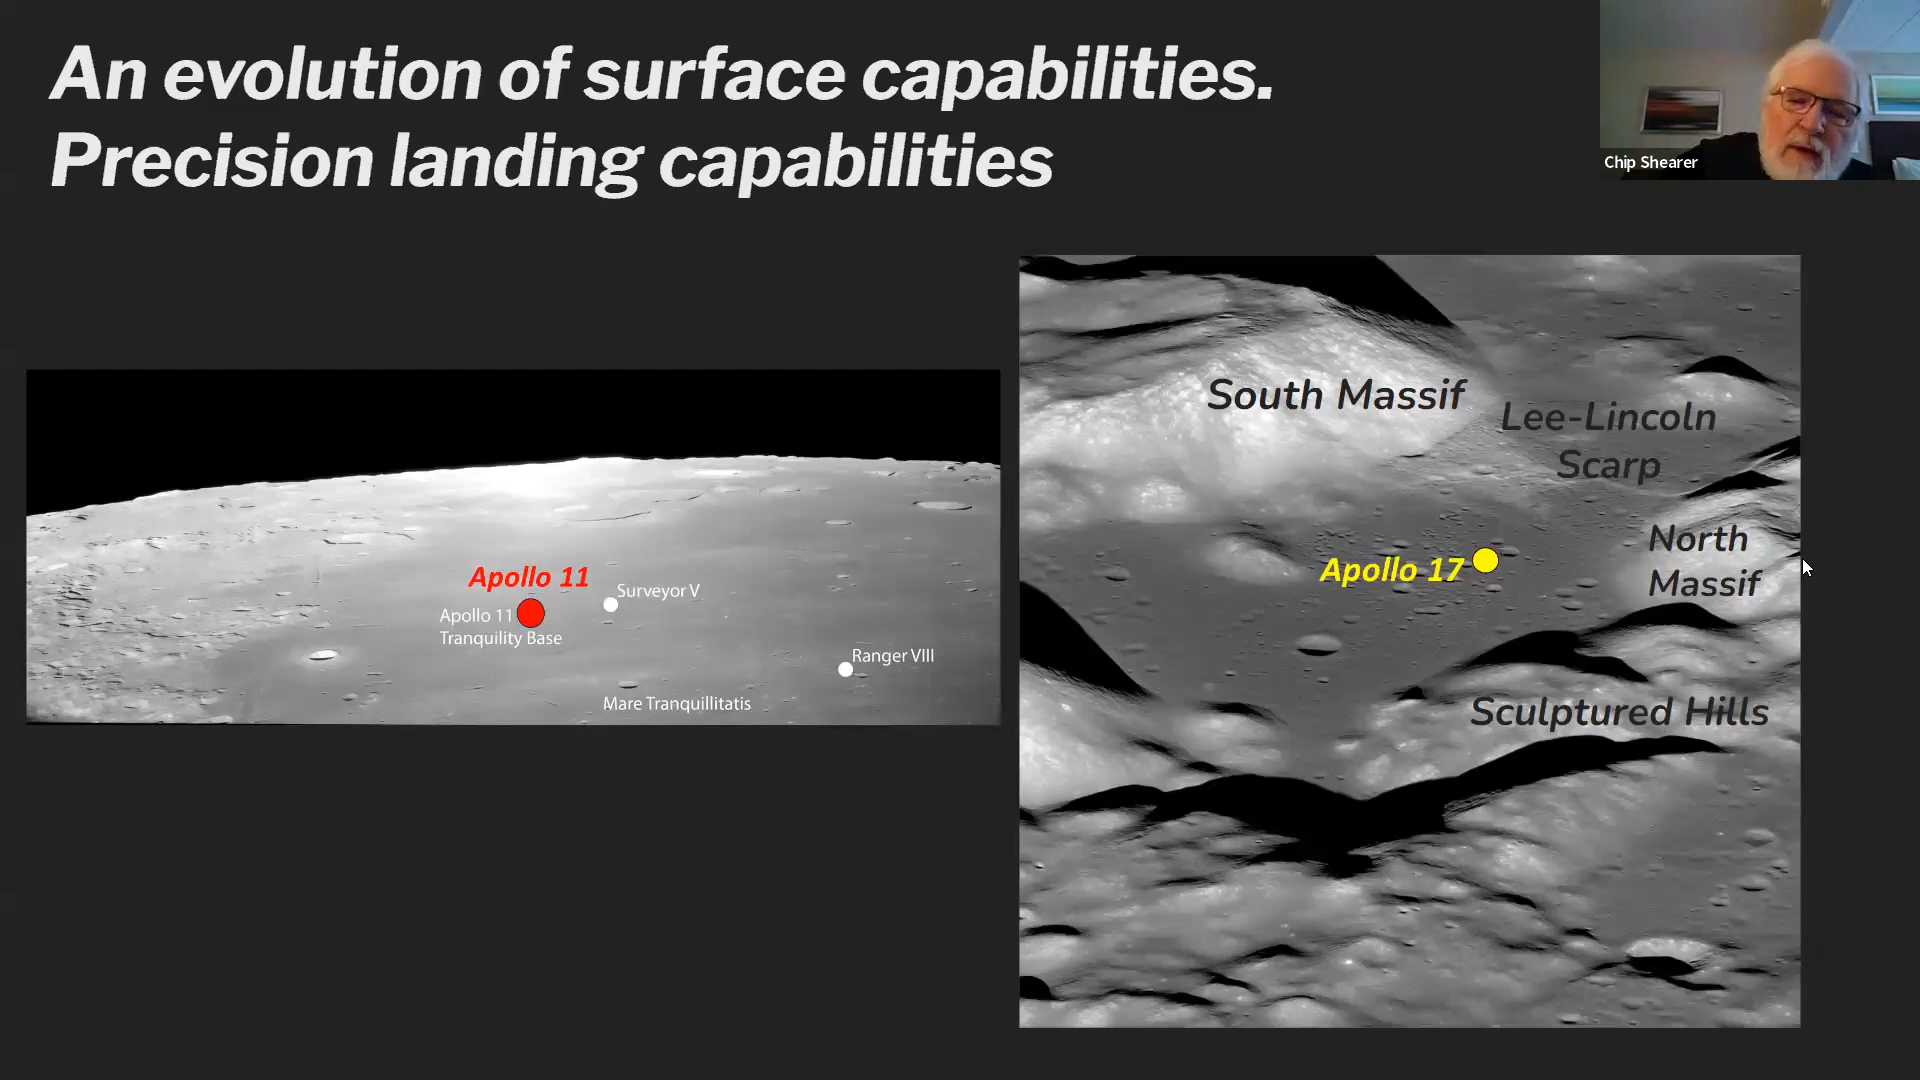 An evolution of surface capabilities.
Precision landing capabilities
Chip Shearer
Apollo 11
Surveyor V
Apollo 11
Tranquility Base
Ranger VIII
Mare Tranquillitatis
South Massif
Lee-Lincoln
Scarp
North
Massif
Apollo 17
Sculptured Hills